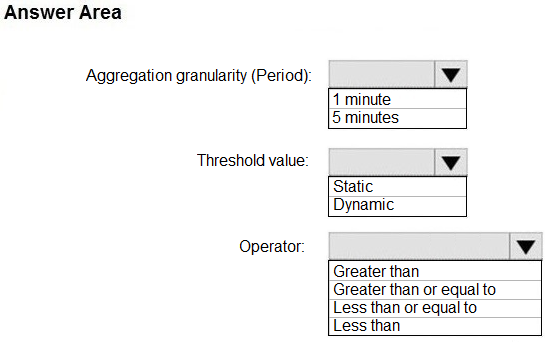 Answer Area
Aggregation granularity (Period):
1 minute
5 minutes
Threshold value:
Static
Dynamic
Operator:
Greater than
Greater than or equal to
Less than or equal to
Less than